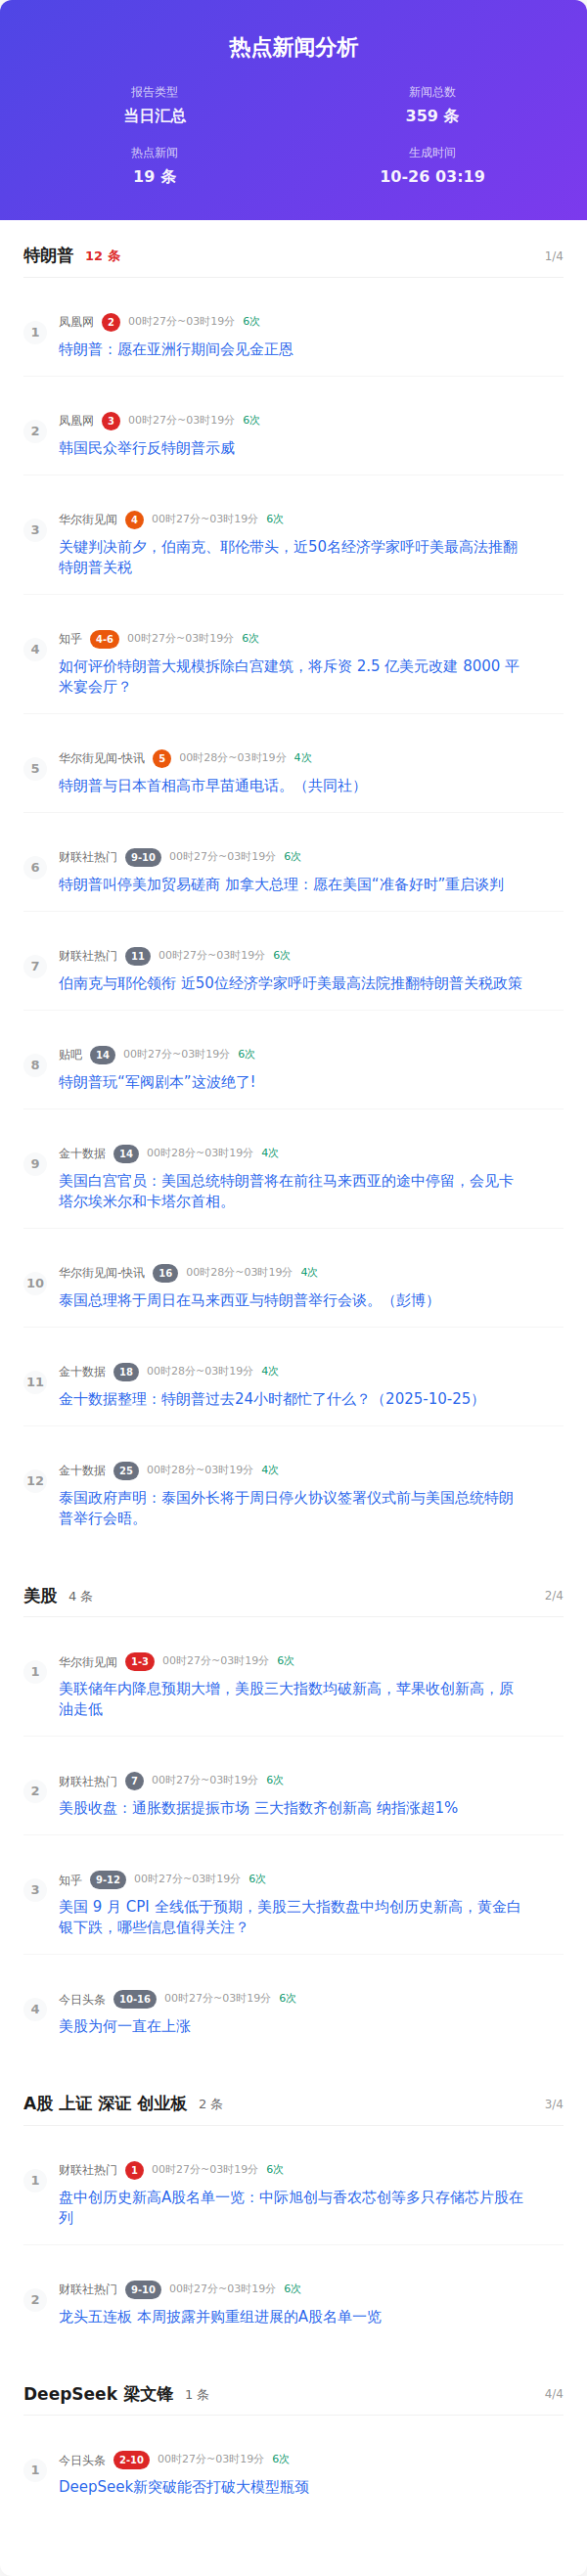 热点新闻分析
报告类型
当日汇总
新闻总数
359 条
热点新闻
19 条
生成时间
10-26 03:19
特朗普 12 条 1/4
1 凤凰网 2 00时27分~03时19分 6次
特朗普：愿在亚洲行期间会见金正恩
2 凤凰网 3 00时27分~03时19分 6次
韩国民众举行反特朗普示威
3 华尔街见闻 4 00时27分~03时19分 6次
关键判决前夕，伯南克、耶伦带头，近50名经济学家呼吁美最高法推翻
特朗普关税
4 知乎 4-6 00时27分~03时19分 6次
如何评价特朗普大规模拆除白宫建筑，将斥资 2.5 亿美元改建 8000 平
米宴会厅？
5 华尔街见闻-快讯 5 00时28分~03时19分 4次
特朗普与日本首相高市早苗通电话。（共同社）
6 财联社热门 9-10 00时27分~03时19分 6次
特朗普叫停美加贸易磋商 加拿大总理：愿在美国“准备好时”重启谈判
7 财联社热门 11 00时27分~03时19分 6次
伯南克与耶伦领衔 近50位经济学家呼吁美最高法院推翻特朗普关税政策
8 贴吧 14 00时27分~03时19分 6次
特朗普玩“军阀剧本”这波绝了!
9 金十数据 14 00时28分~03时19分 4次
美国白宫官员：美国总统特朗普将在前往马来西亚的途中停留，会见卡
塔尔埃米尔和卡塔尔首相。
10 华尔街见闻-快讯 16 00时28分~03时19分 4次
泰国总理将于周日在马来西亚与特朗普举行会谈。（彭博）
11 金十数据 18 00时28分~03时19分 4次
金十数据整理：特朗普过去24小时都忙了什么？（2025-10-25）
12 金十数据 25 00时28分~03时19分 4次
泰国政府声明：泰国外长将于周日停火协议签署仪式前与美国总统特朗
普举行会晤。
美股 4 条 2/4
1 华尔街见闻 1-3 00时27分~03时19分 6次
美联储年内降息预期大增，美股三大指数均破新高，苹果收创新高，原
油走低
2 财联社热门 7 00时27分~03时19分 6次
美股收盘：通胀数据提振市场 三大指数齐创新高 纳指涨超1%
3 知乎 9-12 00时27分~03时19分 6次
美国 9 月 CPI 全线低于预期，美股三大指数盘中均创历史新高，黄金白
银下跌，哪些信息值得关注？
4 今日头条 10-16 00时27分~03时19分 6次
美股为何一直在上涨
A股 上证 深证 创业板 2 条 3/4
1 财联社热门 1 00时27分~03时19分 6次
盘中创历史新高A股名单一览：中际旭创与香农芯创等多只存储芯片股在
列
2 财联社热门 9-10 00时27分~03时19分 6次
龙头五连板 本周披露并购重组进展的A股名单一览
DeepSeek 梁文锋 1 条 4/4
1 今日头条 2-10 00时27分~03时19分 6次
DeepSeek新突破能否打破大模型瓶颈